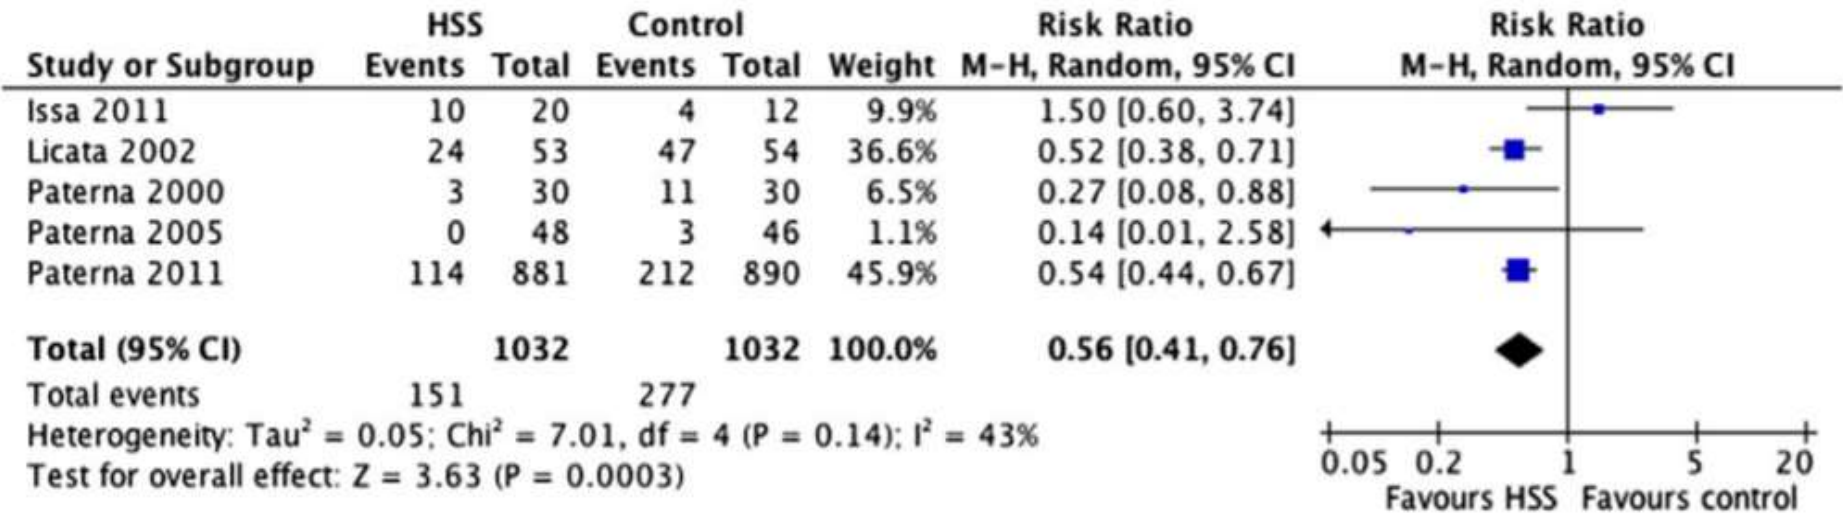 HSS Control Risk Ratio Risk Ratio
Study or Subgroup Events Total Events Total Weight M-H, Random, 95% CI M-H, Random, 95% CI
Issa 2011 10 20 4 12 9.9% 1.50 [0.60, 3.74]
Licata 2002 24 53 47 54 36.6% 0.52 [0.38, 0.71]
Paterna 2000 3 30 11 30 6.5% 0.27 [0.08, 0.88]
Paterna 2005 0 48 3 46 1.1% 0.14 [0.01, 2.58]
Paterna 2011 114 881 212 890 45.9% 0.54 [0.44, 0.67]
Total (95% CI) 1032 1032 100.0% 0.56 [0.41, 0.76]
Total events 151 277
Heterogeneity: Tau² = 0.05; Chi² = 7.01, df = 4 (P = 0.14); I² = 43%
Test for overall effect: Z = 3.63 (P = 0.0003)
0.05 0.2 1 5 20
Favours HSS Favours control